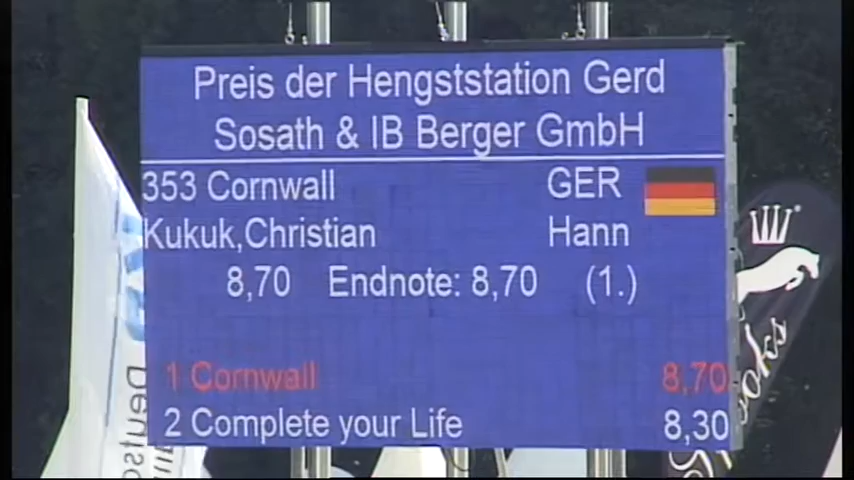 Preis der Hengststation Gerd
Sosath & IB Berger GmbH
353 Cornwall GER
Kukuk,Christian Hann
8,70 Endnote: 8,70 (1.)
1 Cornwall 8,70
2 Complete your Life 8,30